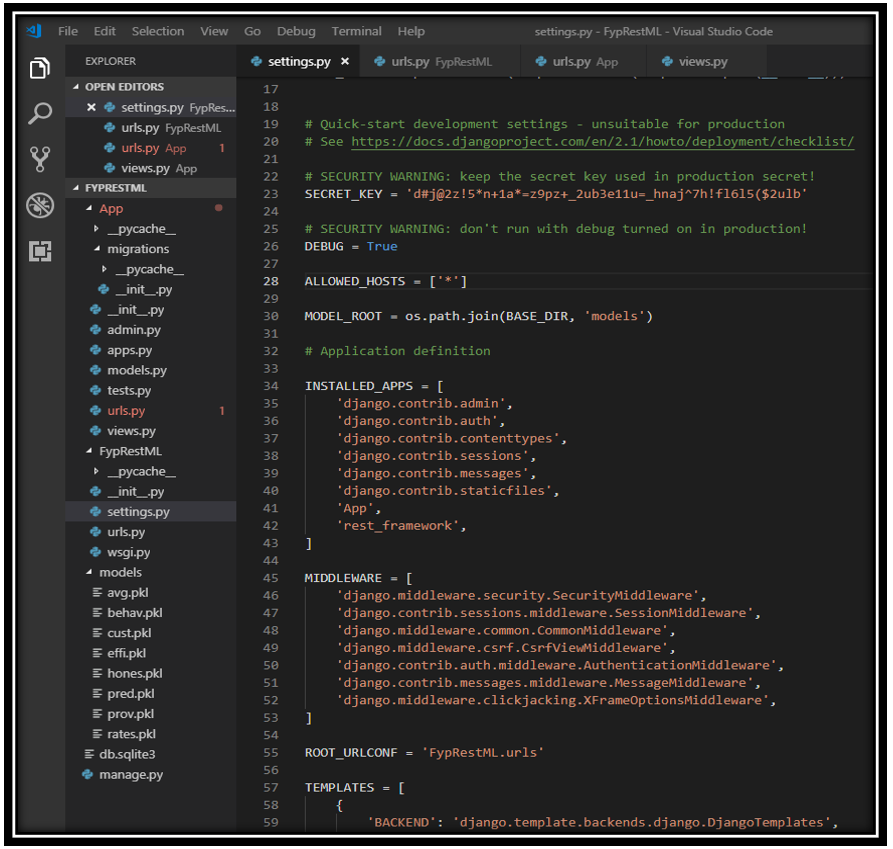 File Edit Selection View Go Debug Terminal Help settings.py - FypRestML - Visual Studio Code
EXPLORER
OPEN EDITORS
settings.py FypRes...
urls.py FypRestML
urls.py App 1
views.py App
FYPRESTML
App
__pycache__
migrations
__pycache__
__init__.py
__init__.py
admin.py
apps.py
models.py
tests.py
urls.py 1
views.py
FypRestML
__pycache__
__init__.py
settings.py
urls.py
wsgi.py
models
avg.pkl
behav.pkl
cust.pkl
effi.pkl
hones.pkl
pred.pkl
prov.pkl
rates.pkl
db.sqlite3
manage.py
settings.py urls.py FypRestML urls.py App views.py
17
18
19 # Quick-start development settings - unsuitable for production
20 # See https://docs.djangoproject.com/en/2.1/howto/deployment/checklist/
21
22 # SECURITY WARNING: keep the secret key used in production secret!
23 SECRET_KEY = 'd#j@2z!5*n+1a*=z9pz+_2ub3e11u=_hnaj^7h!fl6l5($2ulb'
24
25 # SECURITY WARNING: don't run with debug turned on in production!
26 DEBUG = True
27
28 ALLOWED_HOSTS = ['*']
29
30 MODEL_ROOT = os.path.join(BASE_DIR, 'models')
31
32 # Application definition
33
34 INSTALLED_APPS = [
35 'django.contrib.admin',
36 'django.contrib.auth',
37 'django.contrib.contenttypes',
38 'django.contrib.sessions',
39 'django.contrib.messages',
40 'django.contrib.staticfiles',
41 'App',
42 'rest_framework',
43 ]
44
45 MIDDLEWARE = [
46 'django.middleware.security.SecurityMiddleware',
47 'django.contrib.sessions.middleware.SessionMiddleware',
48 'django.middleware.common.CommonMiddleware',
49 'django.middleware.csrf.CsrfViewMiddleware',
50 'django.contrib.auth.middleware.AuthenticationMiddleware',
51 'django.contrib.messages.middleware.MessageMiddleware',
52 'django.middleware.clickjacking.XFrameOptionsMiddleware',
53 ]
54
55 ROOT_URLCONF = 'FypRestML.urls'
56
57 TEMPLATES = [
58 {
59 'BACKEND': 'django.template.backends.django.DjangoTemplates',